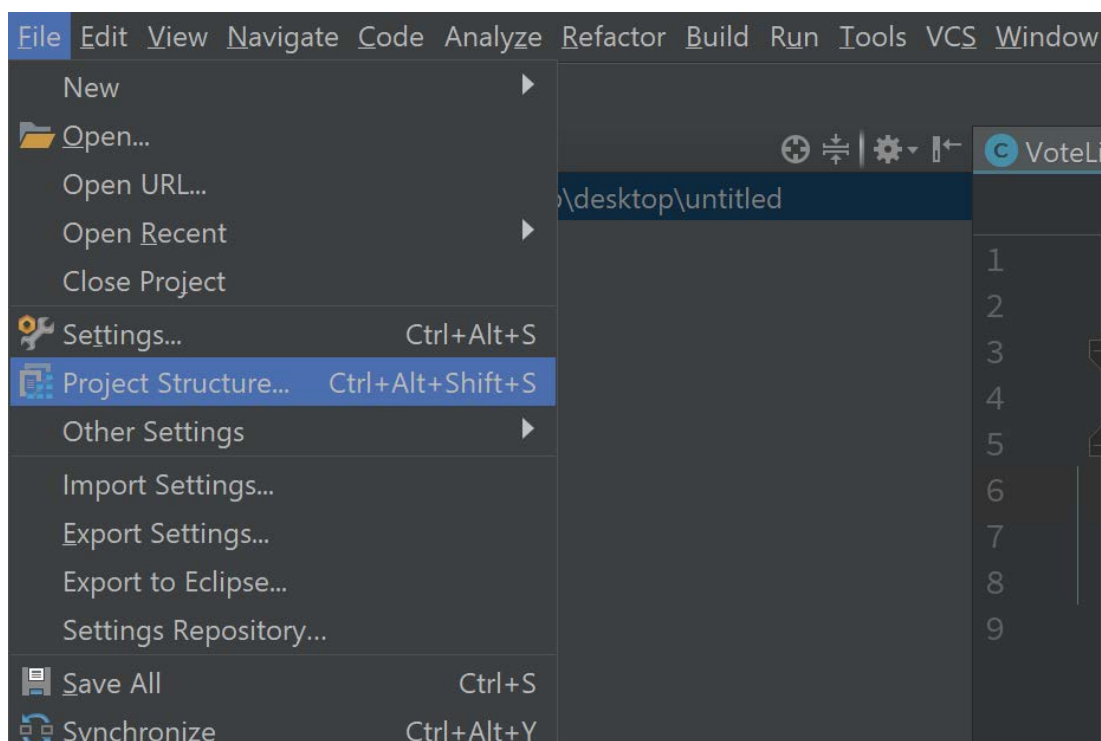 File Edit View Navigate Code Analyze Refactor Build Run Tools VCS Window
New
Open...
Open URL...
Open Recent
Close Project
Settings... Ctrl+Alt+S
Project Structure... Ctrl+Alt+Shift+S
Other Settings
Import Settings...
Export Settings...
Export to Eclipse...
Settings Repository...
Save All Ctrl+S
Synchronize Ctrl+Alt+Y
\desktop\untitled
C VoteLi
1
2
3
4
5
6
7
8
9